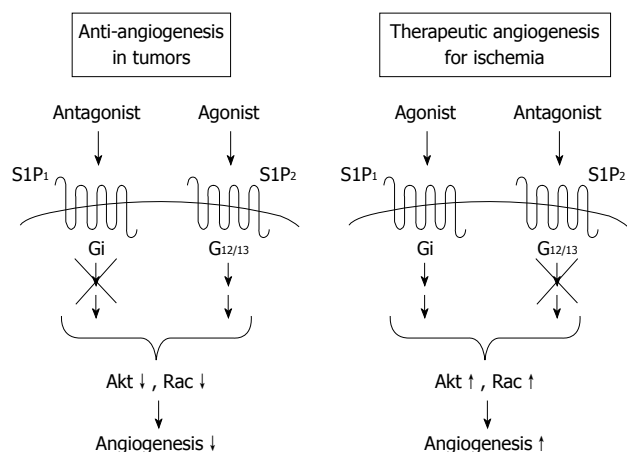 Anti-angiogenesis
in tumors
Antagonist
Agonist
S1P1
S1P2
Gi
G12/13
Akt ↓ , Rac ↓
Angiogenesis ↓
Therapeutic angiogenesis
for ischemia
Agonist
Antagonist
S1P1
S1P2
Gi
G12/13
Akt ↑ , Rac ↑
Angiogenesis ↑